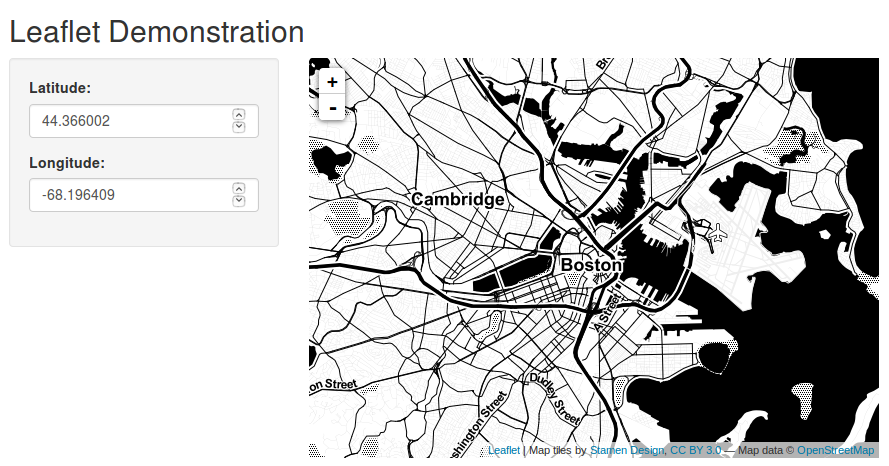 Leaflet Demonstration
Latitude:
44.366002
Longitude:
-68.196409
+
-
Cambridge
Boston
A Street
on Street
Dudley Street
shington Street
Leaflet | Map tiles by Stamen Design, CC BY 3.0 — Map data © OpenStreetMap